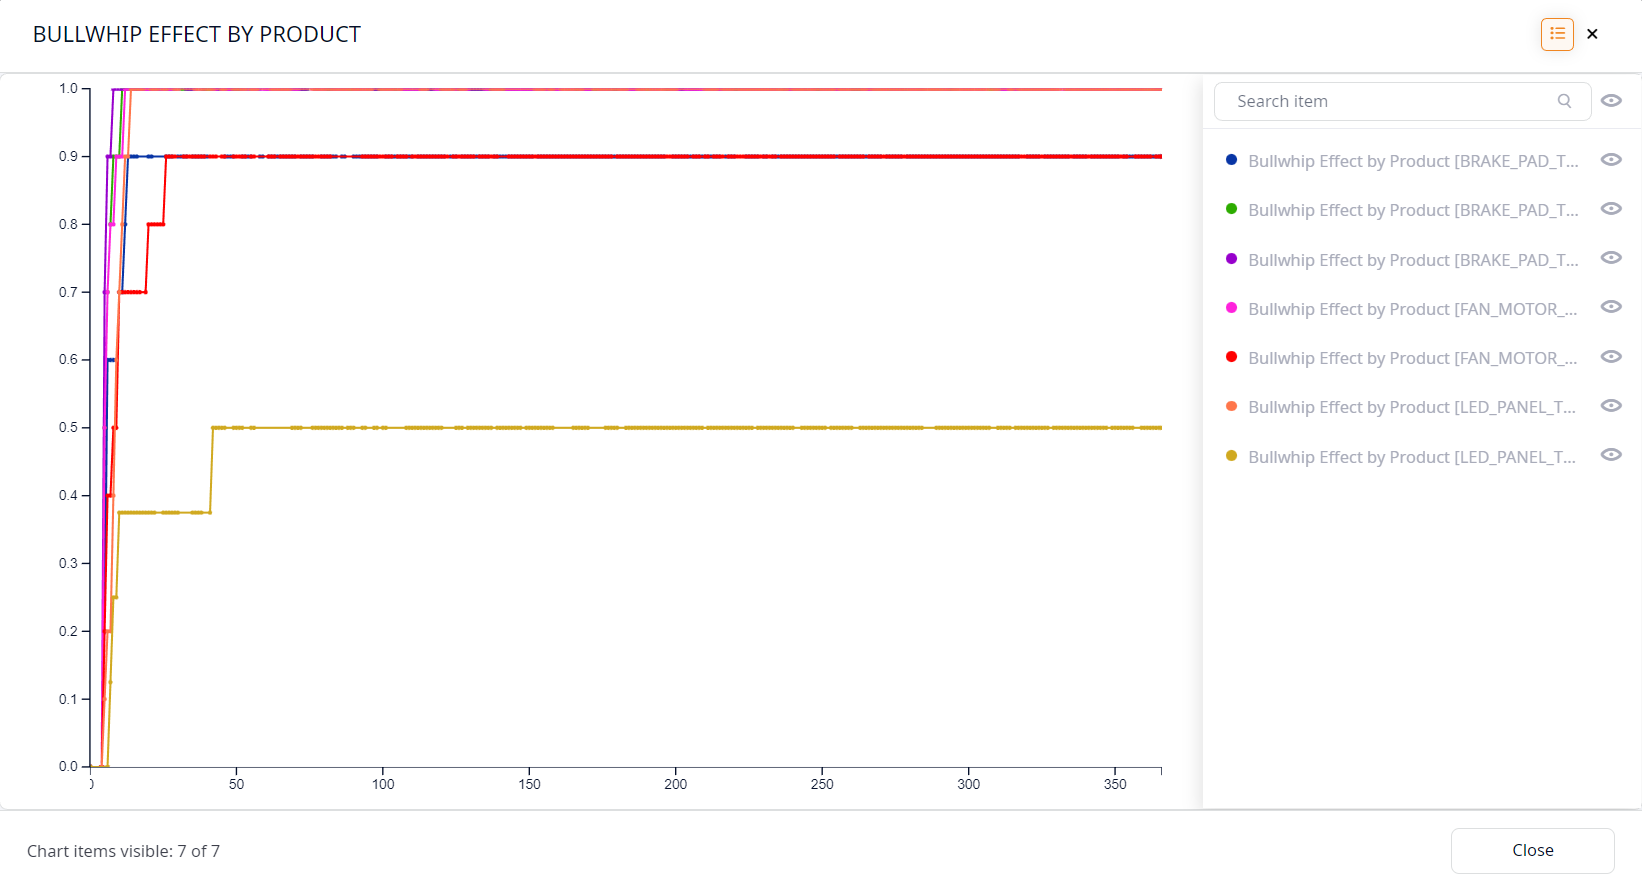 BULLWHIP EFFECT BY PRODUCT
Search item
1.0
0.9
0.8
0.7
0.6
0.5
0.4
0.3
0.2
0.1
0.0
0
50
100
150
200
250
300
350
Bullwhip Effect by Product [BRAKE_PAD_T...
Bullwhip Effect by Product [BRAKE_PAD_T...
Bullwhip Effect by Product [BRAKE_PAD_T...
Bullwhip Effect by Product [FAN_MOTOR_...
Bullwhip Effect by Product [FAN_MOTOR_...
Bullwhip Effect by Product [LED_PANEL_T...
Bullwhip Effect by Product [LED_PANEL_T...
Chart items visible: 7 of 7
Close